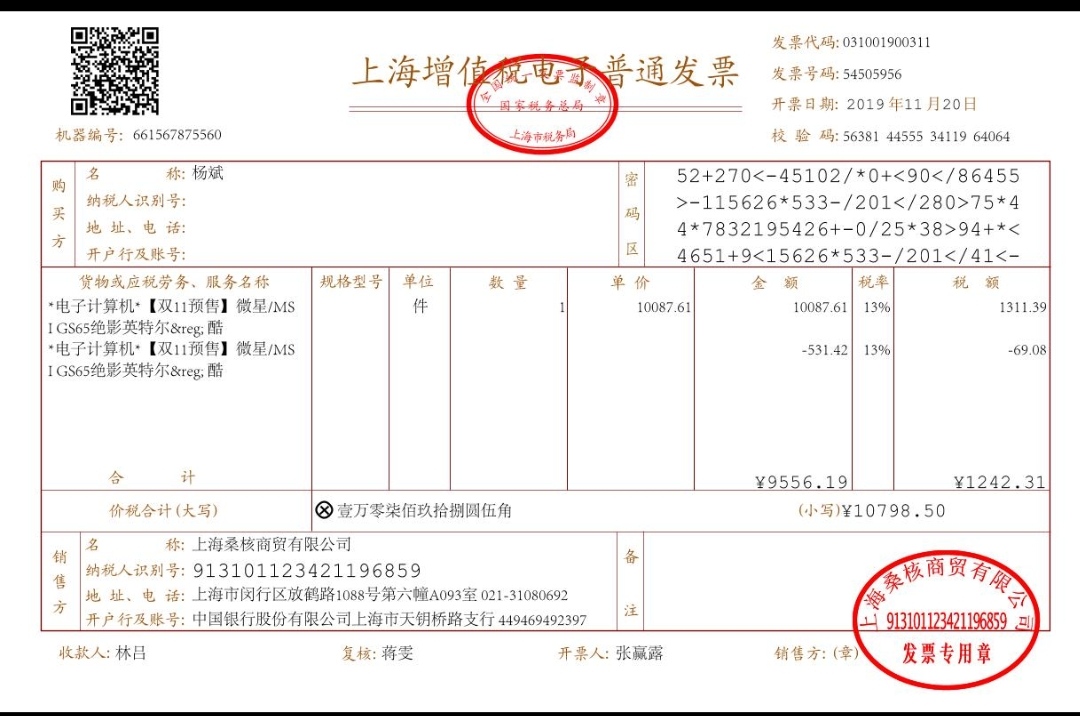 上海增值税电子普通发票
全国统一发票监制章
国家税务总局
上海市税务局
机器编号: 661567875560
发票代码: 031001900311
发票号码: 54505956
开票日期: 2019 年11 月20日
校 验 码: 56381 44555 34119 64064
购买方
名 称: 杨斌
纳税人识别号:
地 址、电 话:
开户行及账号:
密码区
52+270<-45102/*0+<90</86455
>-115626*533-/201</280>75*4
4*7832195426+-0/25*38>94+*<
4651+9<15626*533-/201</41<-
货物或应税劳务、服务名称 规格型号 单位 数 量 单 价 金 额 税率 税 额
*电子计算机*【双11预售】微星/MS 件 1 10087.61 10087.61 13% 1311.39
I GS65绝影英特尔&reg; 酷
*电子计算机*【双11预售】微星/MS -531.42 13% -69.08
I GS65绝影英特尔&reg; 酷
合 计 ¥9556.19 ¥1242.31
价税合计(大写) ⊗壹万零柒佰玖拾捌圆伍角 (小写)¥10798.50
销售方
名 称: 上海桑核商贸有限公司
纳税人识别号: 913101123421196859
地 址、电 话: 上海市闵行区放鹤路1088号第六幢A093室 021-31080692
开户行及账号: 中国银行股份有限公司上海市天钥桥路支行 449469492397
备注
上海桑核商贸有限公司
913101123421196859
发票专用章
收款人: 林吕 复核: 蒋雯 开票人: 张赢露 销售方: (章)